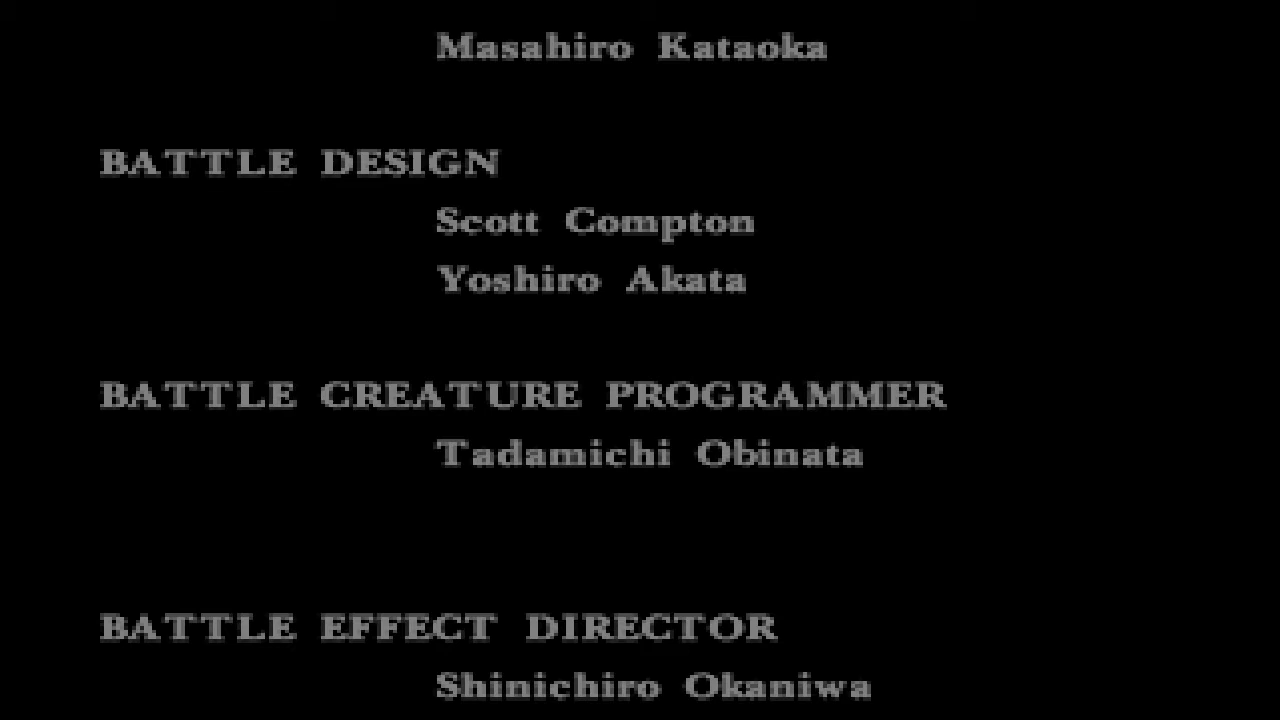 Masahiro Kataoka
BATTLE DESIGN
Scott Compton
Yoshiro Akata
BATTLE CREATURE PROGRAMMER
Tadamichi Obinata
BATTLE EFFECT DIRECTOR
Shinichiro Okaniwa